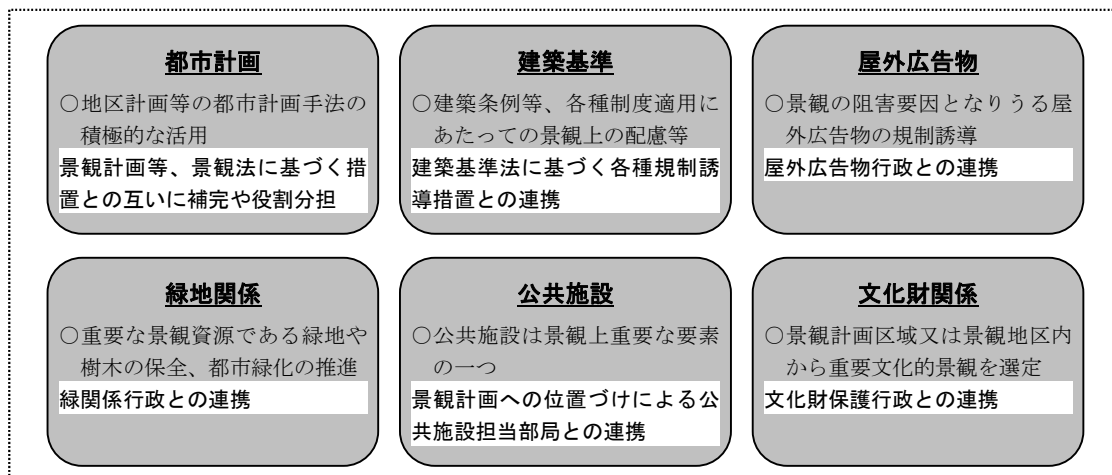 都市計画
○地区計画等の都市計画手法の
積極的な活用
景観計画等、景観法に基づく措
置との互いに補完や役割分担
建築基準
○建築条例等、各種制度適用に
あたっての景観上の配慮等
建築基準法に基づく各種規制誘
導措置との連携
屋外広告物
○景観の阻害要因となりうる屋
外広告物の規制誘導
屋外広告物行政との連携
緑地関係
○重要な景観資源である緑地や
樹木の保全、都市緑化の推進
緑関係行政との連携
公共施設
○公共施設は景観上重要な要素
の一つ
景観計画への位置づけによる公
共施設担当部局との連携
文化財関係
○景観計画区域又は景観地区内
から重要文化的景観を選定
文化財保護行政との連携